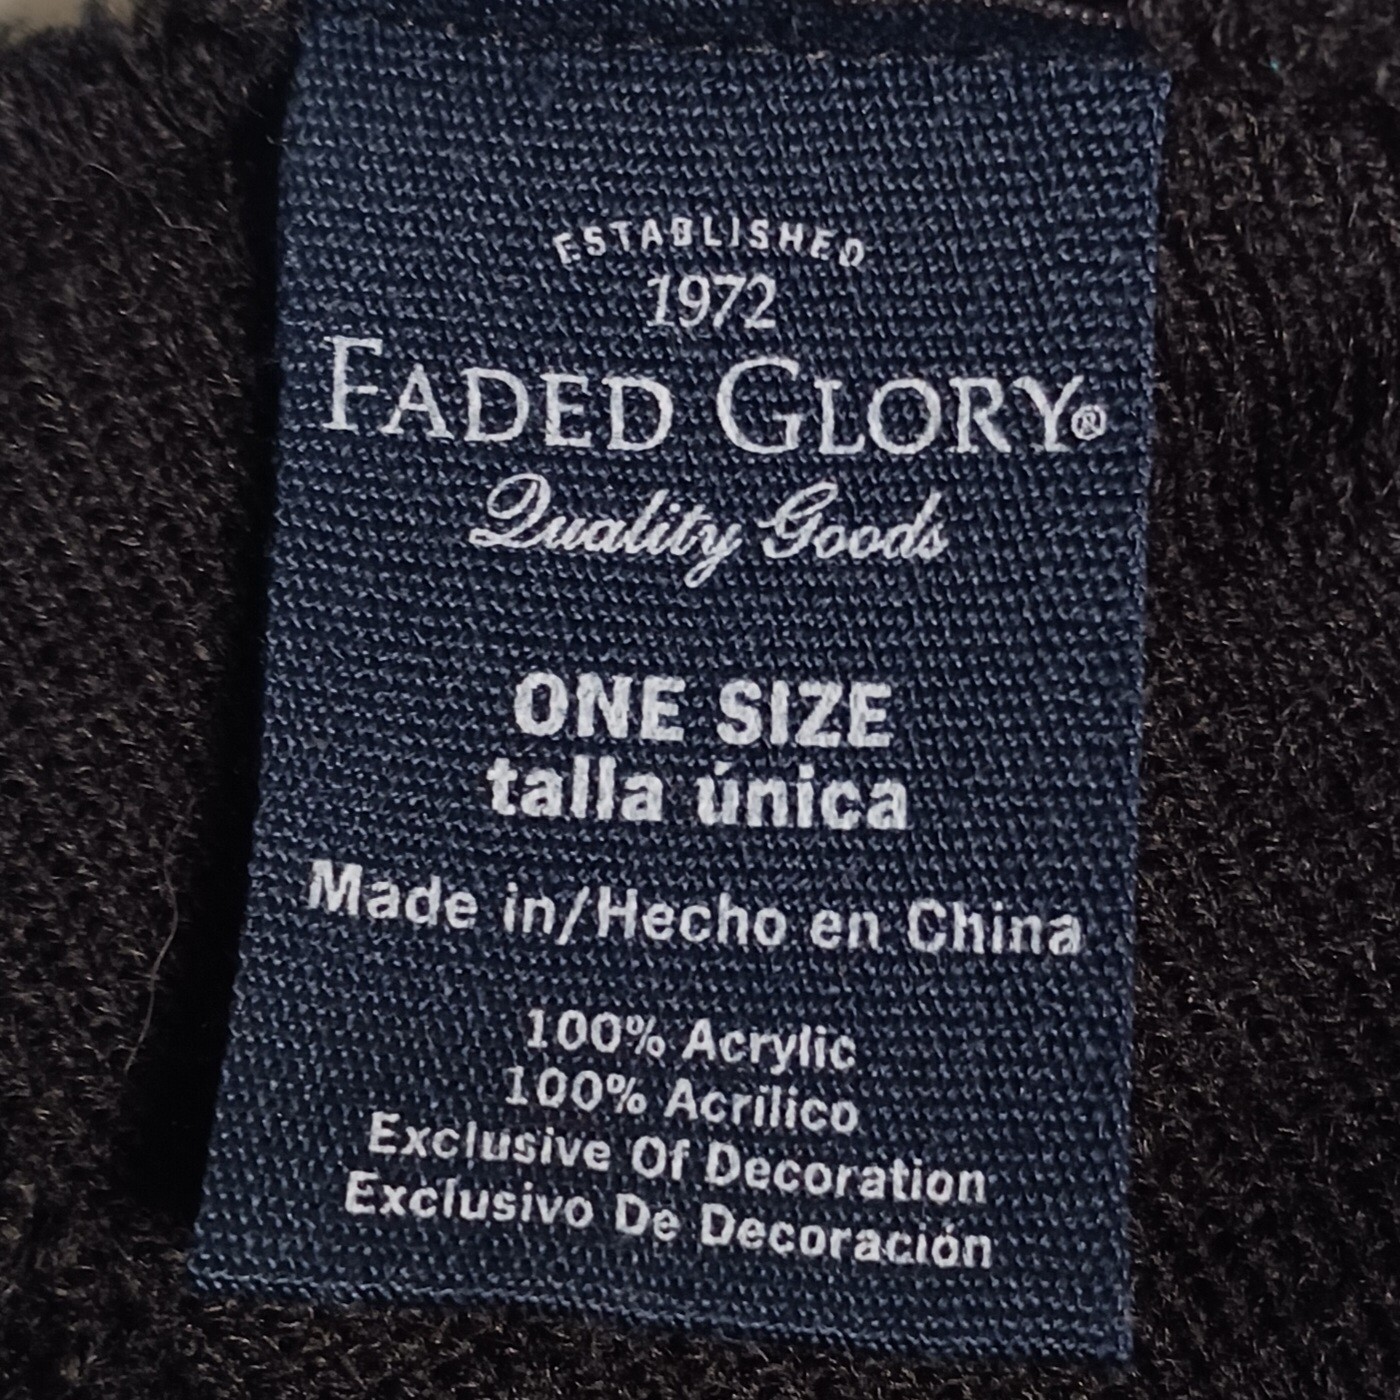 ESTABLISHED
1972
FADED GLORY®
Quality Goods
ONE SIZE
talla única
Made in/Hecho en China
100% Acrylic
100% Acrílico
Exclusive Of Decoration
Exclusivo De Decoración